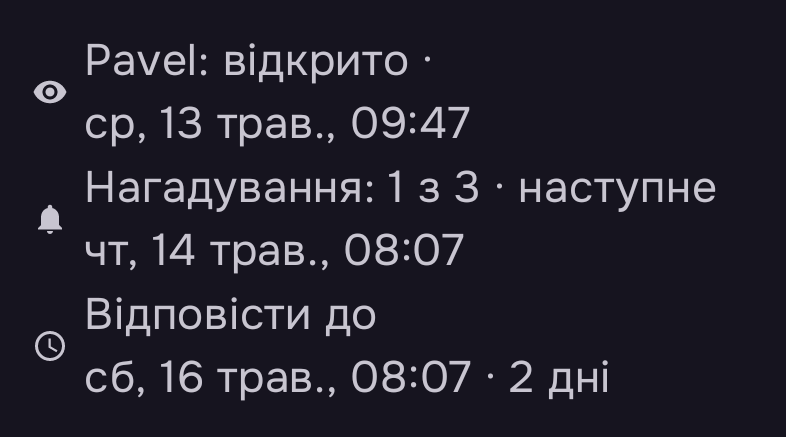 Pavel: відкрито ·
ср, 13 трав., 09:47
Нагадування: 1 з 3 · наступне
чт, 14 трав., 08:07
Відповісти до
сб, 16 трав., 08:07 · 2 дні